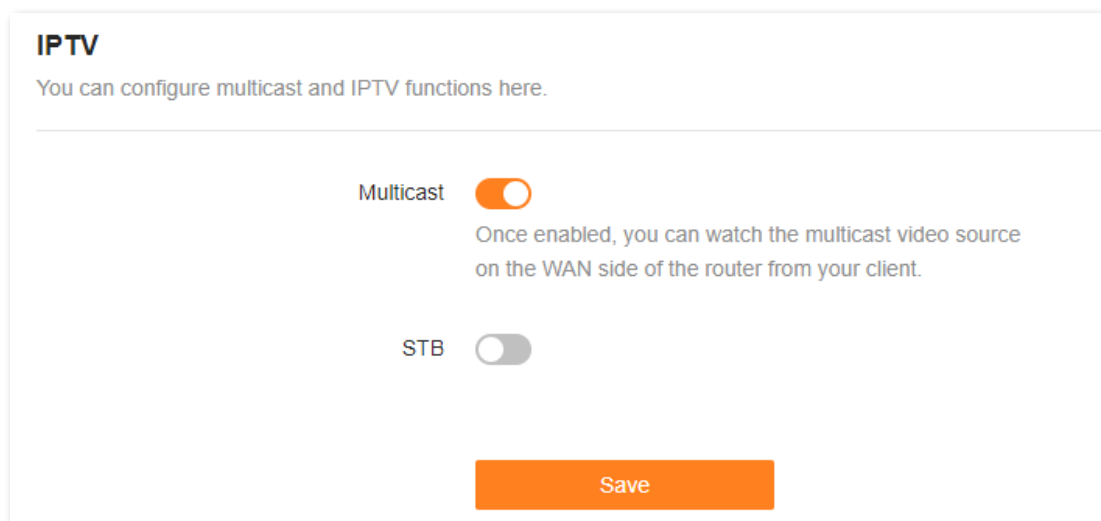 IPTV
You can configure multicast and IPTV functions here.
Multicast
Once enabled, you can watch the multicast video source
on the WAN side of the router from your client.
STB
Save